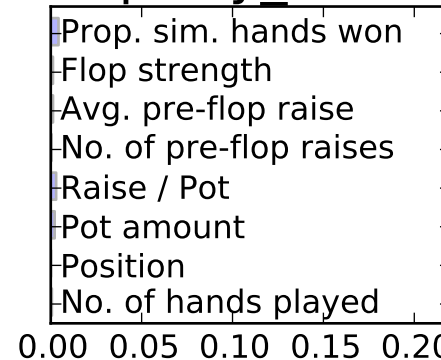 Prop. sim. hands won
Flop strength
Avg. pre-flop raise
No. of pre-flop raises
Raise / Pot
Pot amount
Position
No. of hands played
0.00 0.05 0.10 0.15